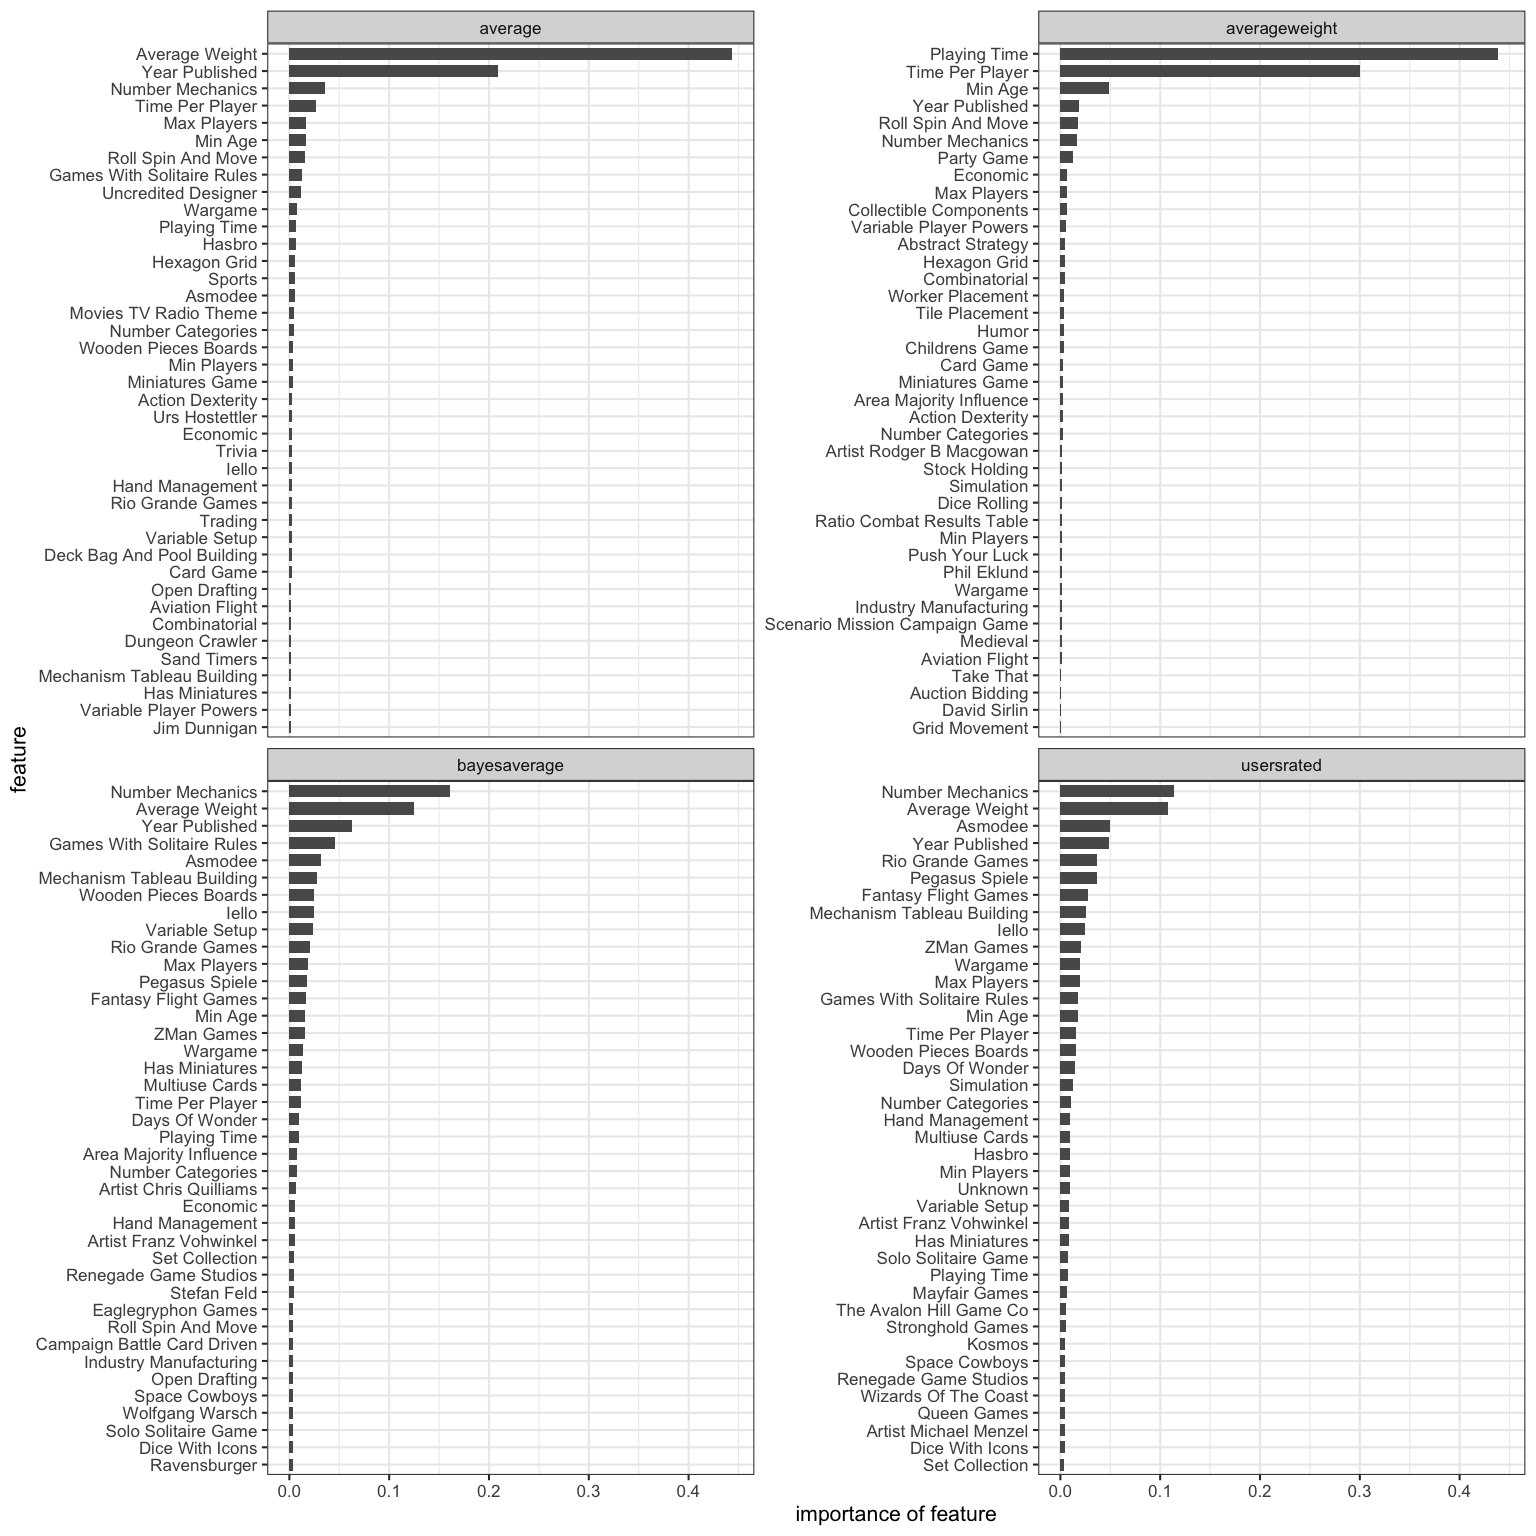 average
Average Weight
Year Published
Number Mechanics
Time Per Player
Max Players
Min Age
Roll Spin And Move
Games With Solitaire Rules
Uncredited Designer
Wargame
Playing Time
Hasbro
Hexagon Grid
Sports
Asmodee
Movies TV Radio Theme
Number Categories
Wooden Pieces Boards
Min Players
Miniatures Game
Action Dexterity
Urs Hostettler
Economic
Trivia
Iello
Hand Management
Rio Grande Games
Trading
Variable Setup
Deck Bag And Pool Building
Card Game
Open Drafting
Aviation Flight
Combinatorial
Dungeon Crawler
Sand Timers
Mechanism Tableau Building
Has Miniatures
Variable Player Powers
Jim Dunnigan
averageweight
Playing Time
Time Per Player
Min Age
Year Published
Roll Spin And Move
Number Mechanics
Party Game
Economic
Max Players
Collectible Components
Variable Player Powers
Abstract Strategy
Hexagon Grid
Combinatorial
Worker Placement
Tile Placement
Humor
Childrens Game
Card Game
Miniatures Game
Area Majority Influence
Action Dexterity
Number Categories
Artist Rodger B Macgowan
Stock Holding
Simulation
Dice Rolling
Ratio Combat Results Table
Min Players
Push Your Luck
Phil Eklund
Wargame
Industry Manufacturing
Scenario Mission Campaign Game
Medieval
Aviation Flight
Take That
Auction Bidding
David Sirlin
Grid Movement
feature
bayesaverage
Number Mechanics
Average Weight
Year Published
Games With Solitaire Rules
Asmodee
Mechanism Tableau Building
Wooden Pieces Boards
Iello
Variable Setup
Rio Grande Games
Max Players
Pegasus Spiele
Fantasy Flight Games
Min Age
ZMan Games
Wargame
Has Miniatures
Multiuse Cards
Time Per Player
Days Of Wonder
Playing Time
Area Majority Influence
Number Categories
Artist Chris Quilliams
Economic
Hand Management
Artist Franz Vohwinkel
Set Collection
Renegade Game Studios
Stefan Feld
Eaglegryphon Games
Roll Spin And Move
Campaign Battle Card Driven
Industry Manufacturing
Open Drafting
Space Cowboys
Wolfgang Warsch
Solo Solitaire Game
Dice With Icons
Ravensburger
0.0 0.1 0.2 0.3 0.4
usersrated
Number Mechanics
Average Weight
Asmodee
Year Published
Rio Grande Games
Pegasus Spiele
Fantasy Flight Games
Mechanism Tableau Building
Iello
ZMan Games
Wargame
Max Players
Games With Solitaire Rules
Min Age
Time Per Player
Wooden Pieces Boards
Days Of Wonder
Simulation
Number Categories
Hand Management
Multiuse Cards
Hasbro
Min Players
Unknown
Variable Setup
Artist Franz Vohwinkel
Has Miniatures
Solo Solitaire Game
Playing Time
Mayfair Games
The Avalon Hill Game Co
Stronghold Games
Kosmos
Space Cowboys
Renegade Game Studios
Wizards Of The Coast
Queen Games
Artist Michael Menzel
Dice With Icons
Set Collection
0.0 0.1 0.2 0.3 0.4
importance of feature